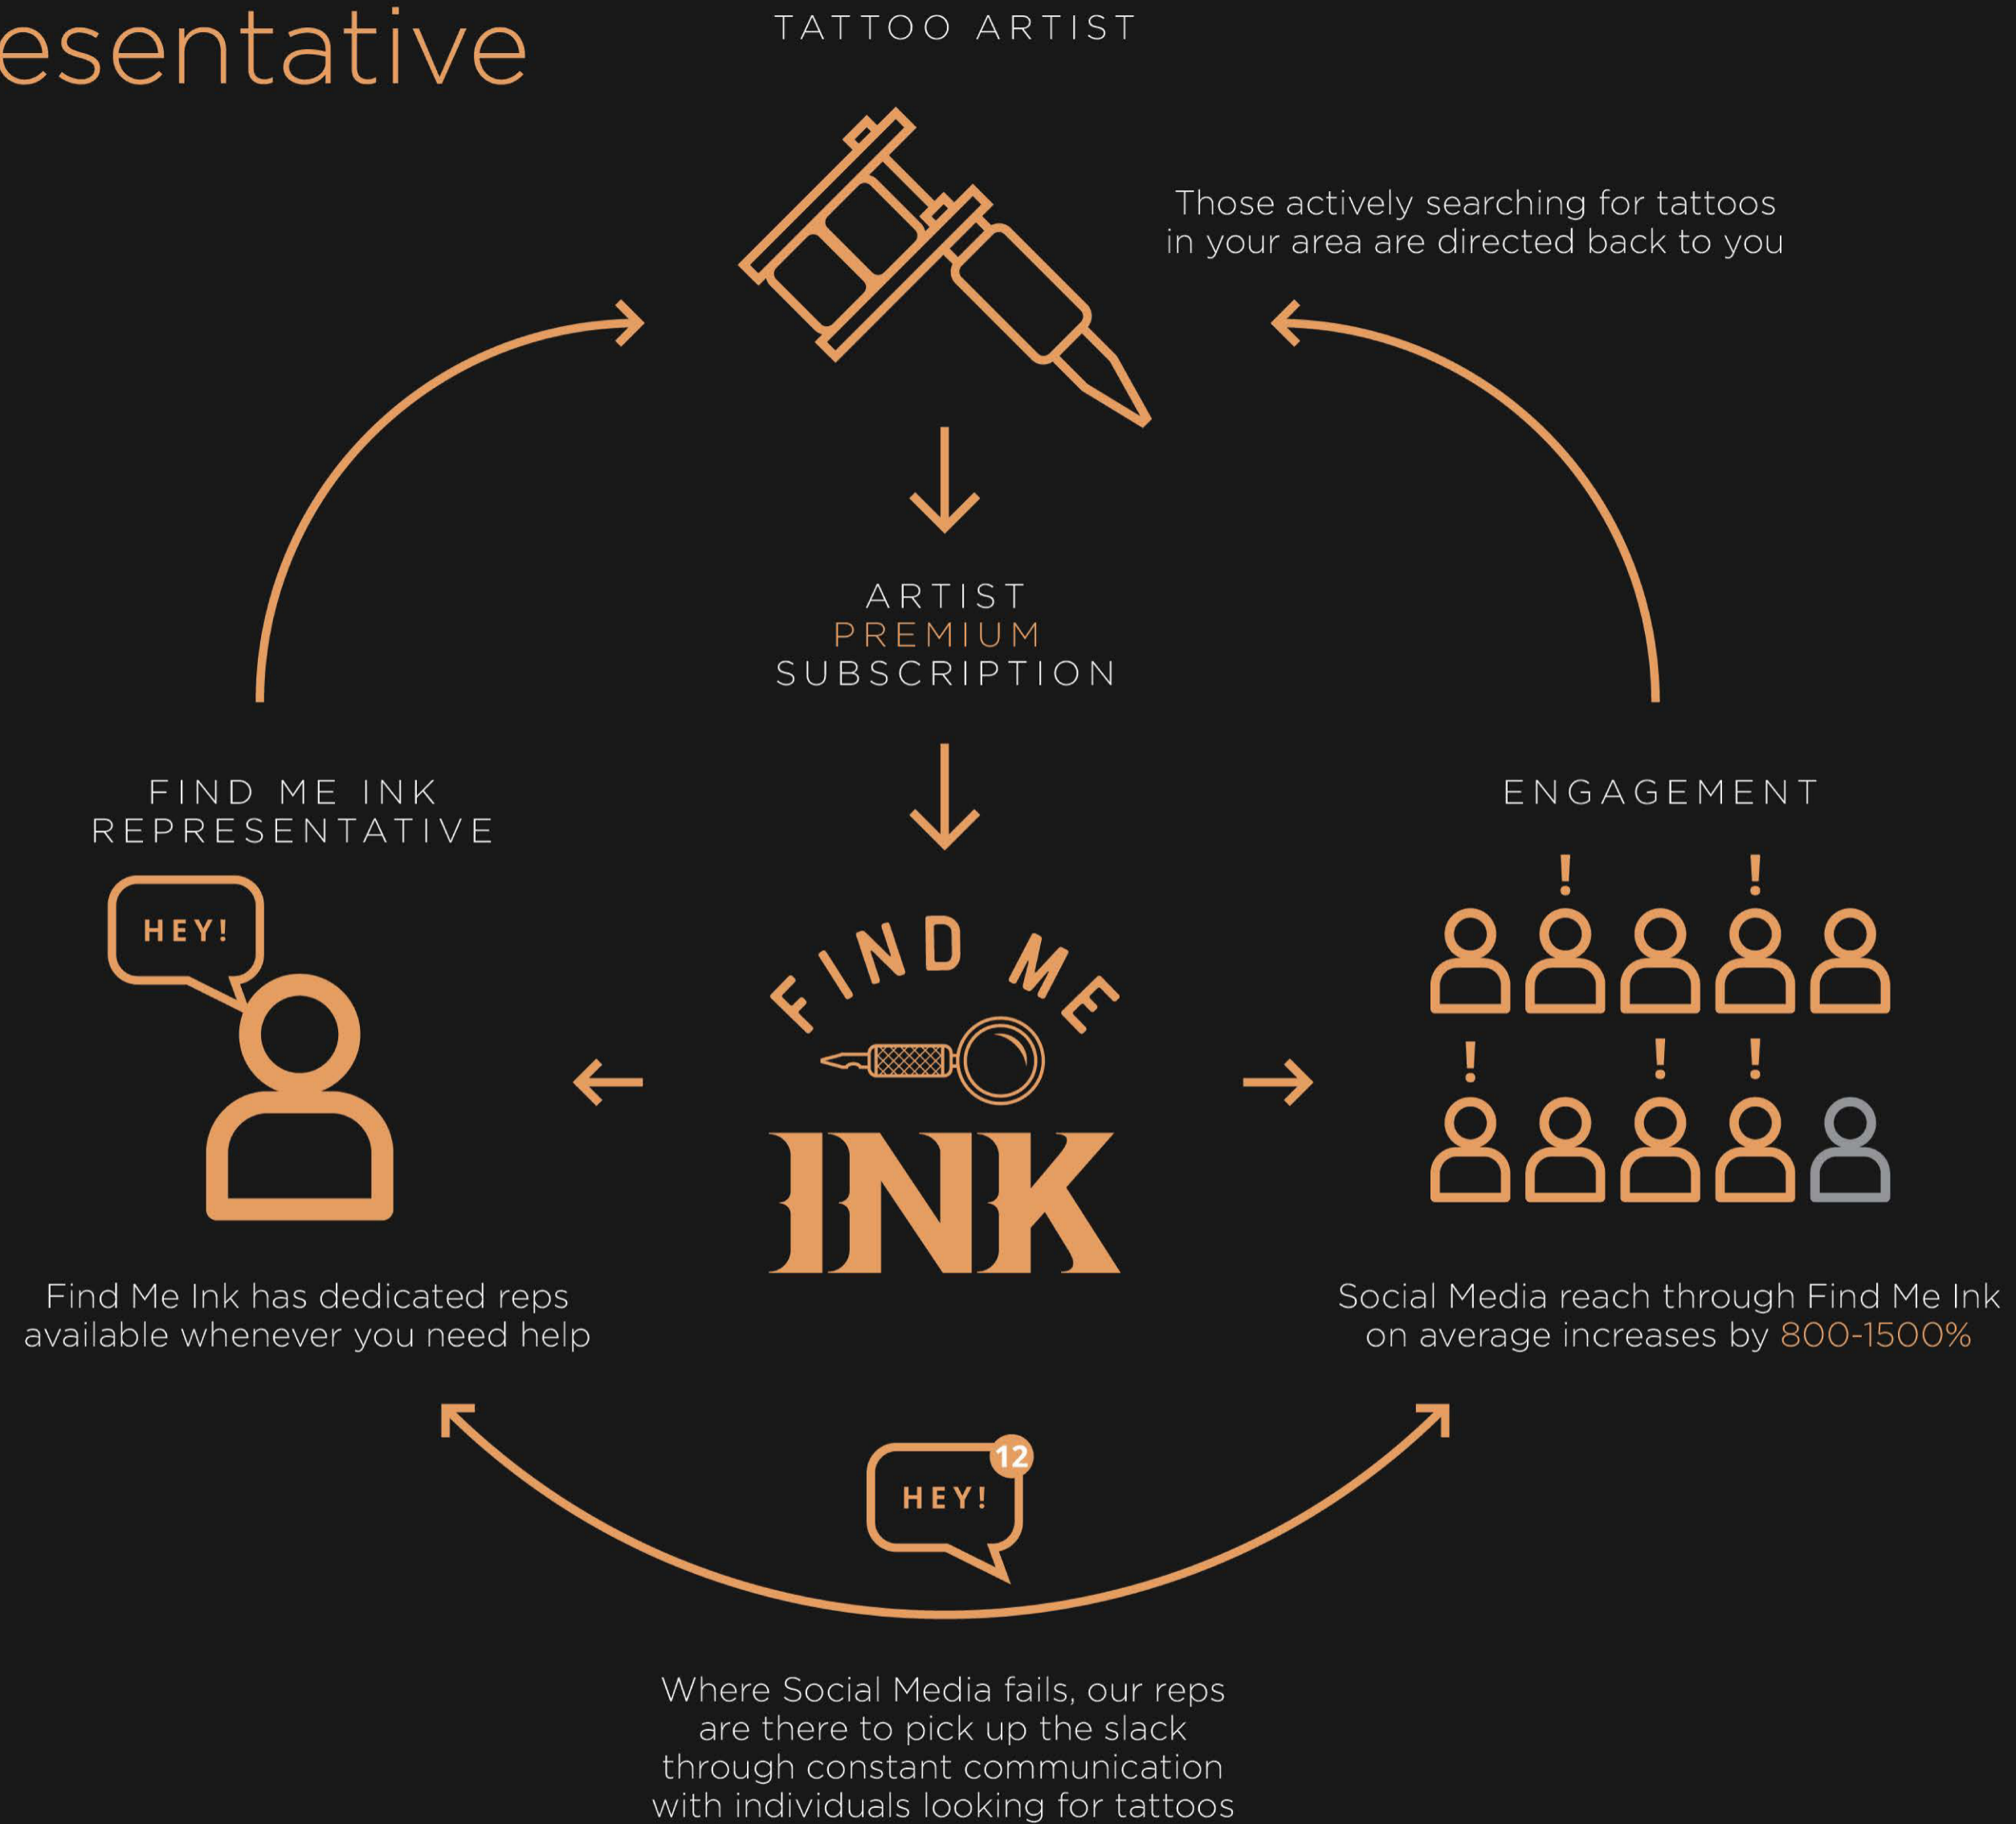 esentative
TATTOO ARTIST
Those actively searching for tattoos
in your area are directed back to you
ARTIST
PREMIUM
SUBSCRIPTION
FIND ME INK
REPRESENTATIVE
HEY!
Find Me Ink has dedicated reps
available whenever you need help
FIND ME
INK
ENGAGEMENT
! !
! ! !
Social Media reach through Find Me Ink
on average increases by 800-1500%
12
HEY!
Where Social Media fails, our reps
are there to pick up the slack
through constant communication
with individuals looking for tattoos